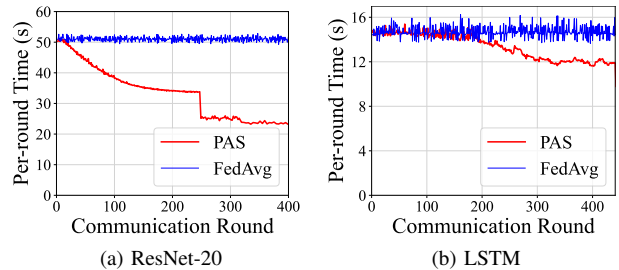 60
50
40
30
20
10
0
Per-round Time (s)
PAS
FedAvg
0 100 200 300 400
Communication Round
(a) ResNet-20
16
12
8
4
0
Per-round Time (s)
PAS
FedAvg
0 100 200 300 400
Communication Round
(b) LSTM